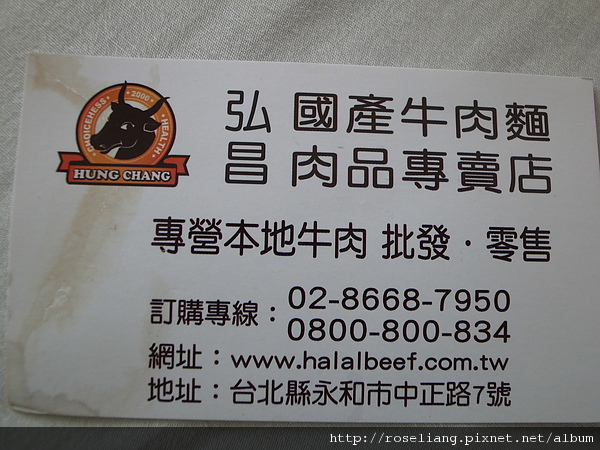 CHOICENESS · 2000 · HEALTH
HUNG CHANG
弘昌
國產牛肉麵
肉品專賣店
專營本地牛肉 批發·零售
訂購專線：02-8668-7950
0800-800-834
網址：www.halalbeef.com.tw
地址：台北縣永和市中正路7號
http://roseliang.pixnet.net/album